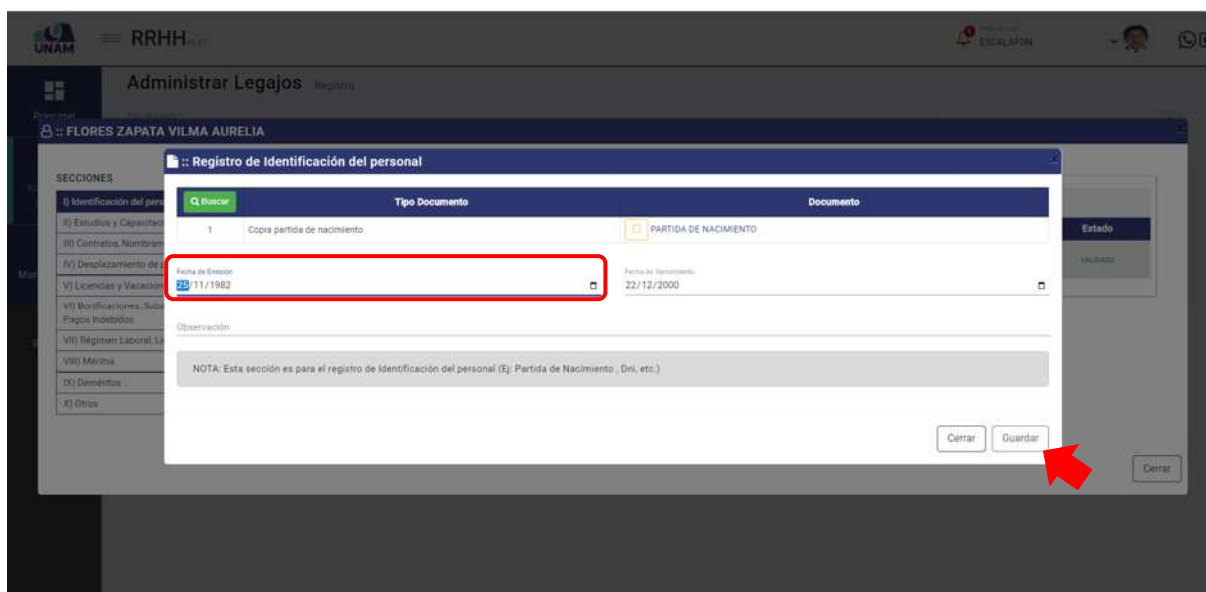 UNAM
RRHH
ESCALAFON
Administrar Legajos Registro
Principal
:: FLORES ZAPATA VILMA AURELIA
:: Registro de Identificación del personal
SECCIONES
I) Identificación del pers
II) Estudios y Capacitac
III) Contratos, Nombram
IV) Desplazamiento de p
V) Licencias y Vacacion
VI) Bonificaciones, Subs
Pagos Indebidos
VII) Régimen Laboral, Le
VIII) Méritos
IX) Deméritos
X) Otros
Buscar Tipo Documento Documento
1 Copia partida de nacimiento PARTIDA DE NACIMIENTO
Estado
VALIDADO
Fecha de Emisión Fecha de Vencimiento
25/11/1982 22/12/2000
Observación
NOTA: Esta sección es para el registro de Identificación del personal (Ej: Partida de Nacimiento , Dni, etc.)
Cerrar Guardar
Cerrar